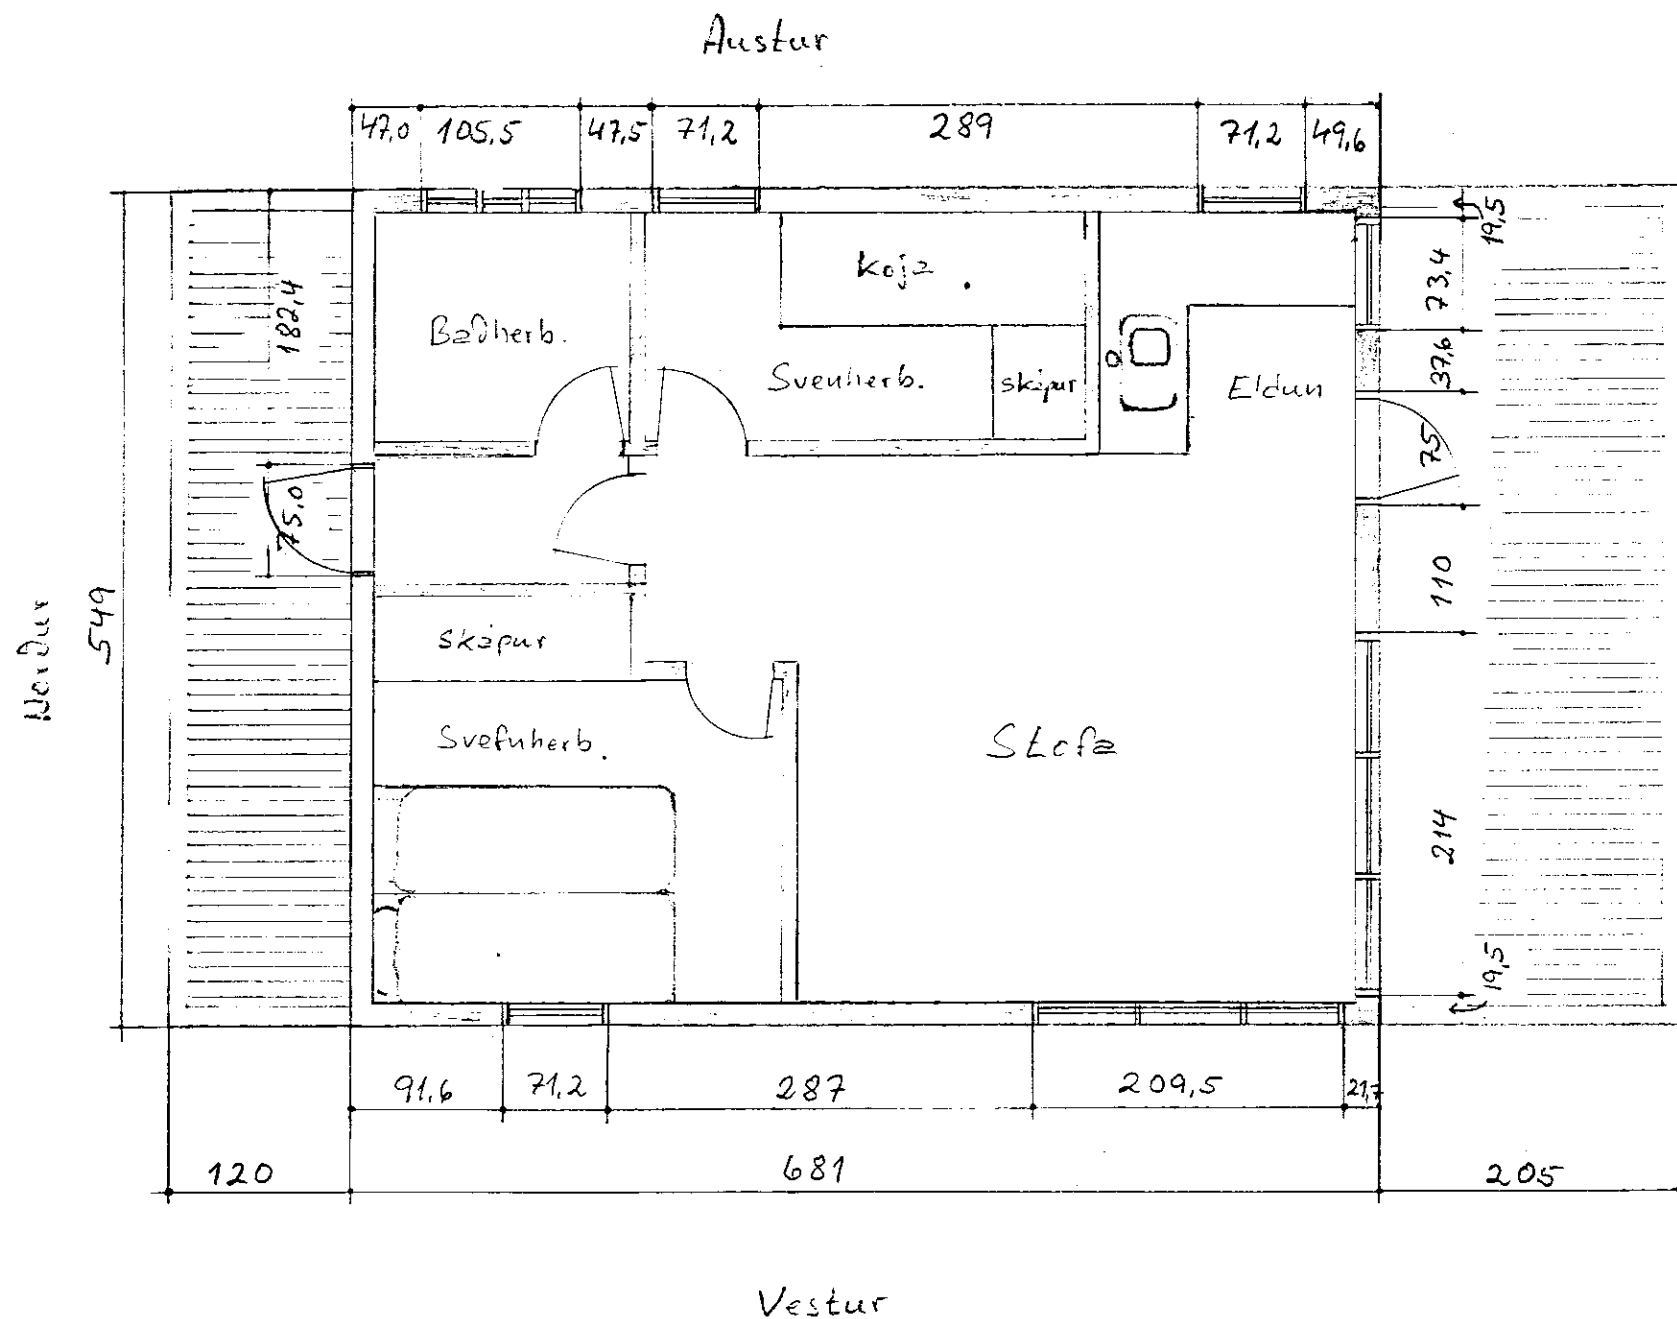 Austur
47,0 105,5 47,5 71,2 289 71,2 49,6
19,5
73,4
37,6
75
110
214
19,5
182,4
75,0
Norður
549
Baðherb.
Koja
Svenherb.
skápur
Eldun
skápur
Svefnherb.
Stofa
91,6 71,2 287 209,5 21,7
120 681 205
Vestur